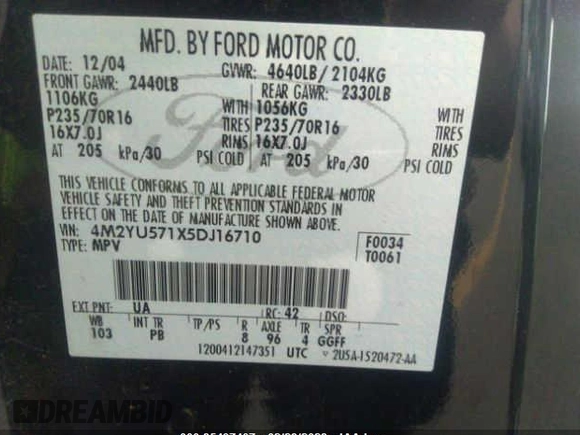 MFD. BY FORD MOTOR CO.
DATE: 12/04 GVWR: 4640LB / 2104KG
FRONT GAWR: 2440LB REAR GAWR: 2330LB
1106KG WITH 1056KG WITH
P235/70R16 TIRES P235/70R16 TIRES
16X7.0J RIMS 16X7.0J RIMS
AT 205 kPa/30 PSI COLD AT 205 kPa/30 PSI COLD
Ford
THIS VEHICLE CONFORMS TO ALL APPLICABLE FEDERAL MOTOR
VEHICLE SAFETY AND THEFT PREVENTION STANDARDS IN
EFFECT ON THE DATE OF MANUFACTURE SHOWN ABOVE.
VIN: 4M2YU571X5DJ16710 F0034
TYPE: MPV T0061
EXT PNT: UA RC: 42 DSO:
WB INT TR TP/PS R AXLE TR SPR
103 PB 8 96 4 GGFF
1200412147351 UTC 2U5A-1520472-AA
DREAMBID